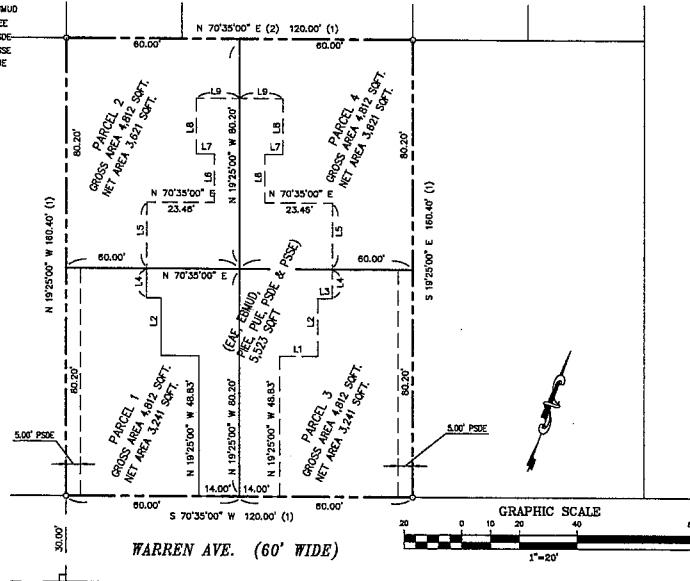 EBMUD
N 70°35'00" E (2) 120.00' (1)
60.00'
60.00'
L9
L9
PARCEL 2
GROSS AREA 4,812 SQFT.
NET AREA 3,621 SQFT.
PARCEL 4
GROSS AREA 4,812 SQFT.
NET AREA 3,621 SQFT.
80.20'
80.20'
L8
L8
L7
L7
L6
L6
N 19°25'00" W 80.20'
N 70°35'00" E
23.46'
N 70°35'00" E
23.46'
L5
L5
N 19°25'00" W 160.40' (1)
S 19°25'00" E 160.40' (1)
60.00'
60.00'
N 70°35'00" E
L4
L4
L3
L2
L2
L1
(EAE, EBMUD,
PIEE, PUE, PSDE & PSSE)
5,523 SQFT
80.20'
80.20'
PARCEL 1
GROSS AREA 4,812 SQFT.
NET AREA 3,241 SQFT.
N 19°25'00" W 48.83'
N 19°25'00" W 80.20'
N 19°25'00" W 48.83'
PARCEL 3
GROSS AREA 4,812 SQFT.
NET AREA 3,241 SQFT.
5.00' PSDE
5.00' PSDE
14.00'
14.00'
60.00'
60.00'
S 70°35'00" W 120.00' (1)
30.00'
WARREN AVE. (60' WIDE)
GRAPHIC SCALE
20 0 10 20 40
1"=20'